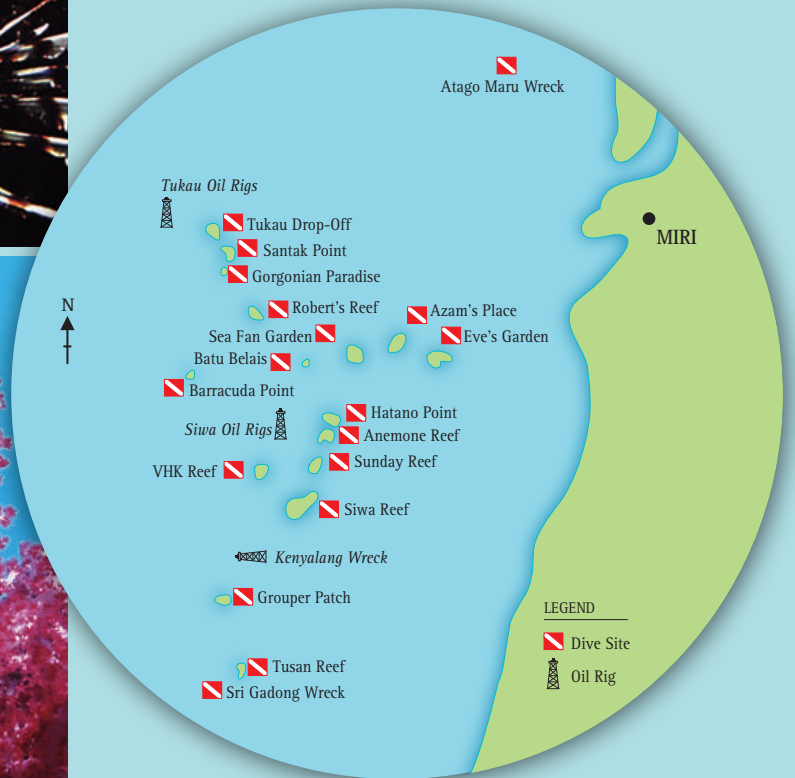 Atago Maru Wreck
Tukau Oil Rigs
Tukau Drop-Off
MIRI
Santak Point
Gorgonian Paradise
N
Robert's Reef
Azam's Place
Sea Fan Garden
Eve's Garden
Batu Belais
Barracuda Point
Hatano Point
Siwa Oil Rigs
Anemone Reef
Sunday Reef
VHK Reef
Siwa Reef
Kenyalang Wreck
Grouper Patch
LEGEND
Dive Site
Oil Rig
Tusan Reef
Sri Gadong Wreck